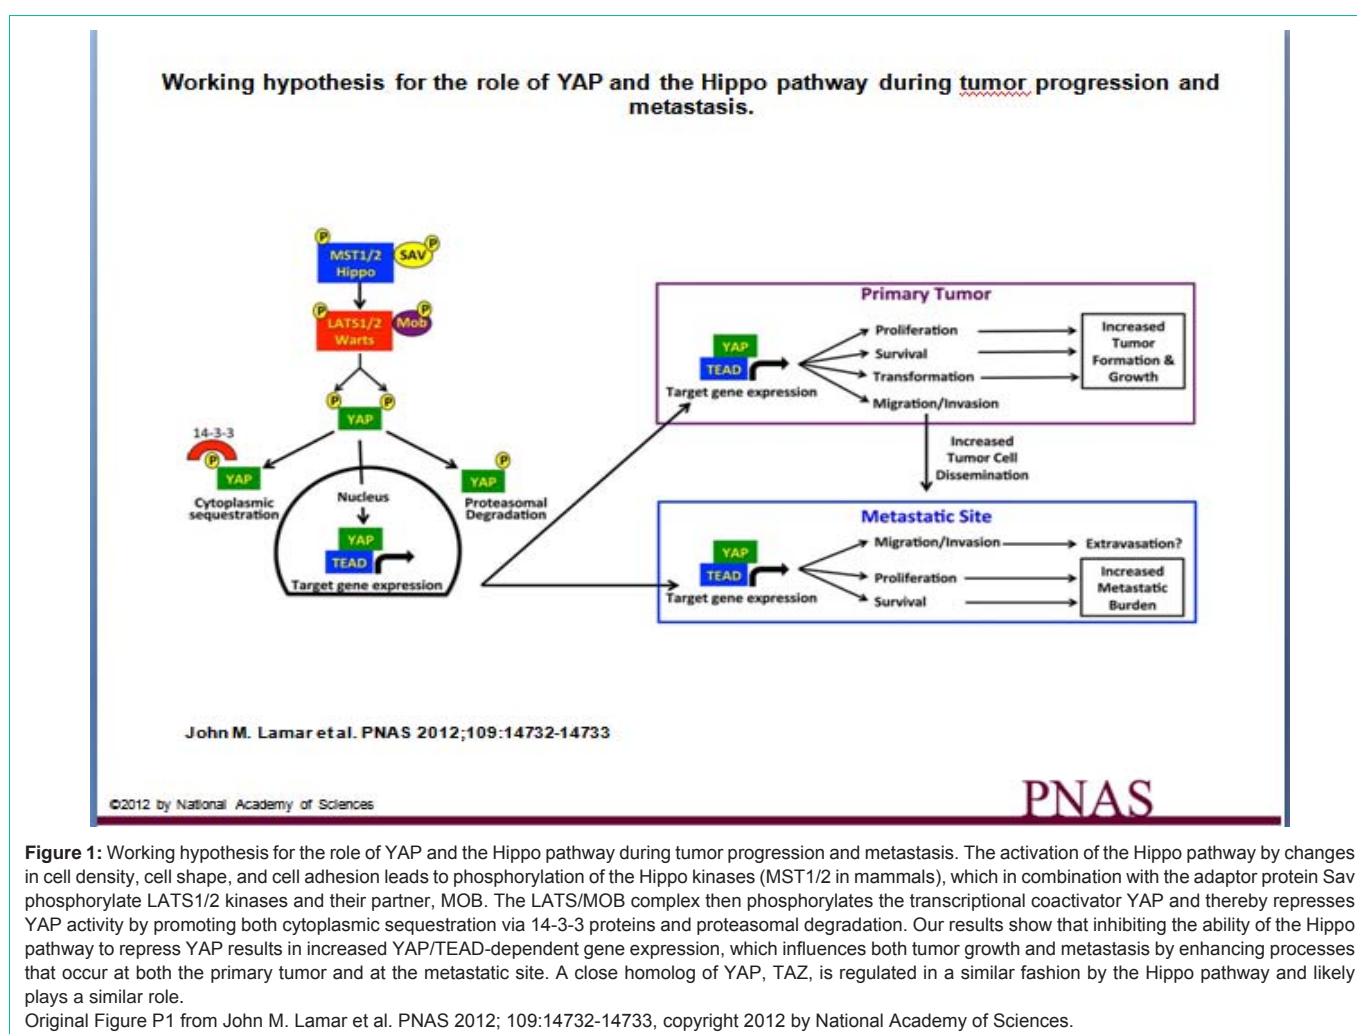 Working hypothesis for the role of YAP and the Hippo pathway during tumor progression and
metastasis.
P
MST1/2
Hippo
SAV
P
P
LATS1/2
Warts
Mob
P
P
P
YAP
14-3-3
P
YAP
Cytoplasmic
sequestration
Nucleus
YAP
TEAD
Target gene expression
P
YAP
Proteasomal
Degradation
Primary Tumor
YAP
TEAD
Target gene expression
Proliferation
Survival
Transformation
Migration/Invasion
Increased
Tumor
Formation &
Growth
Increased
Tumor Cell
Dissemination
Metastatic Site
YAP
TEAD
Target gene expression
Migration/Invasion
Proliferation
Survival
Extravasation?
Increased
Metastatic
Burden
John M. Lamar et al. PNAS 2012;109:14732-14733
©2012 by National Academy of Sciences
PNAS
Figure 1: Working hypothesis for the role of YAP and the Hippo pathway during tumor progression and metastasis. The activation of the Hippo pathway by changes
in cell density, cell shape, and cell adhesion leads to phosphorylation of the Hippo kinases (MST1/2 in mammals), which in combination with the adaptor protein Sav
phosphorylate LATS1/2 kinases and their partner, MOB. The LATS/MOB complex then phosphorylates the transcriptional coactivator YAP and thereby represses
YAP activity by promoting both cytoplasmic sequestration via 14-3-3 proteins and proteasomal degradation. Our results show that inhibiting the ability of the Hippo
pathway to repress YAP results in increased YAP/TEAD-dependent gene expression, which influences both tumor growth and metastasis by enhancing processes
that occur at both the primary tumor and at the metastatic site. A close homolog of YAP, TAZ, is regulated in a similar fashion by the Hippo pathway and likely
plays a similar role.
Original Figure P1 from John M. Lamar et al. PNAS 2012; 109:14732-14733, copyright 2012 by National Academy of Sciences.